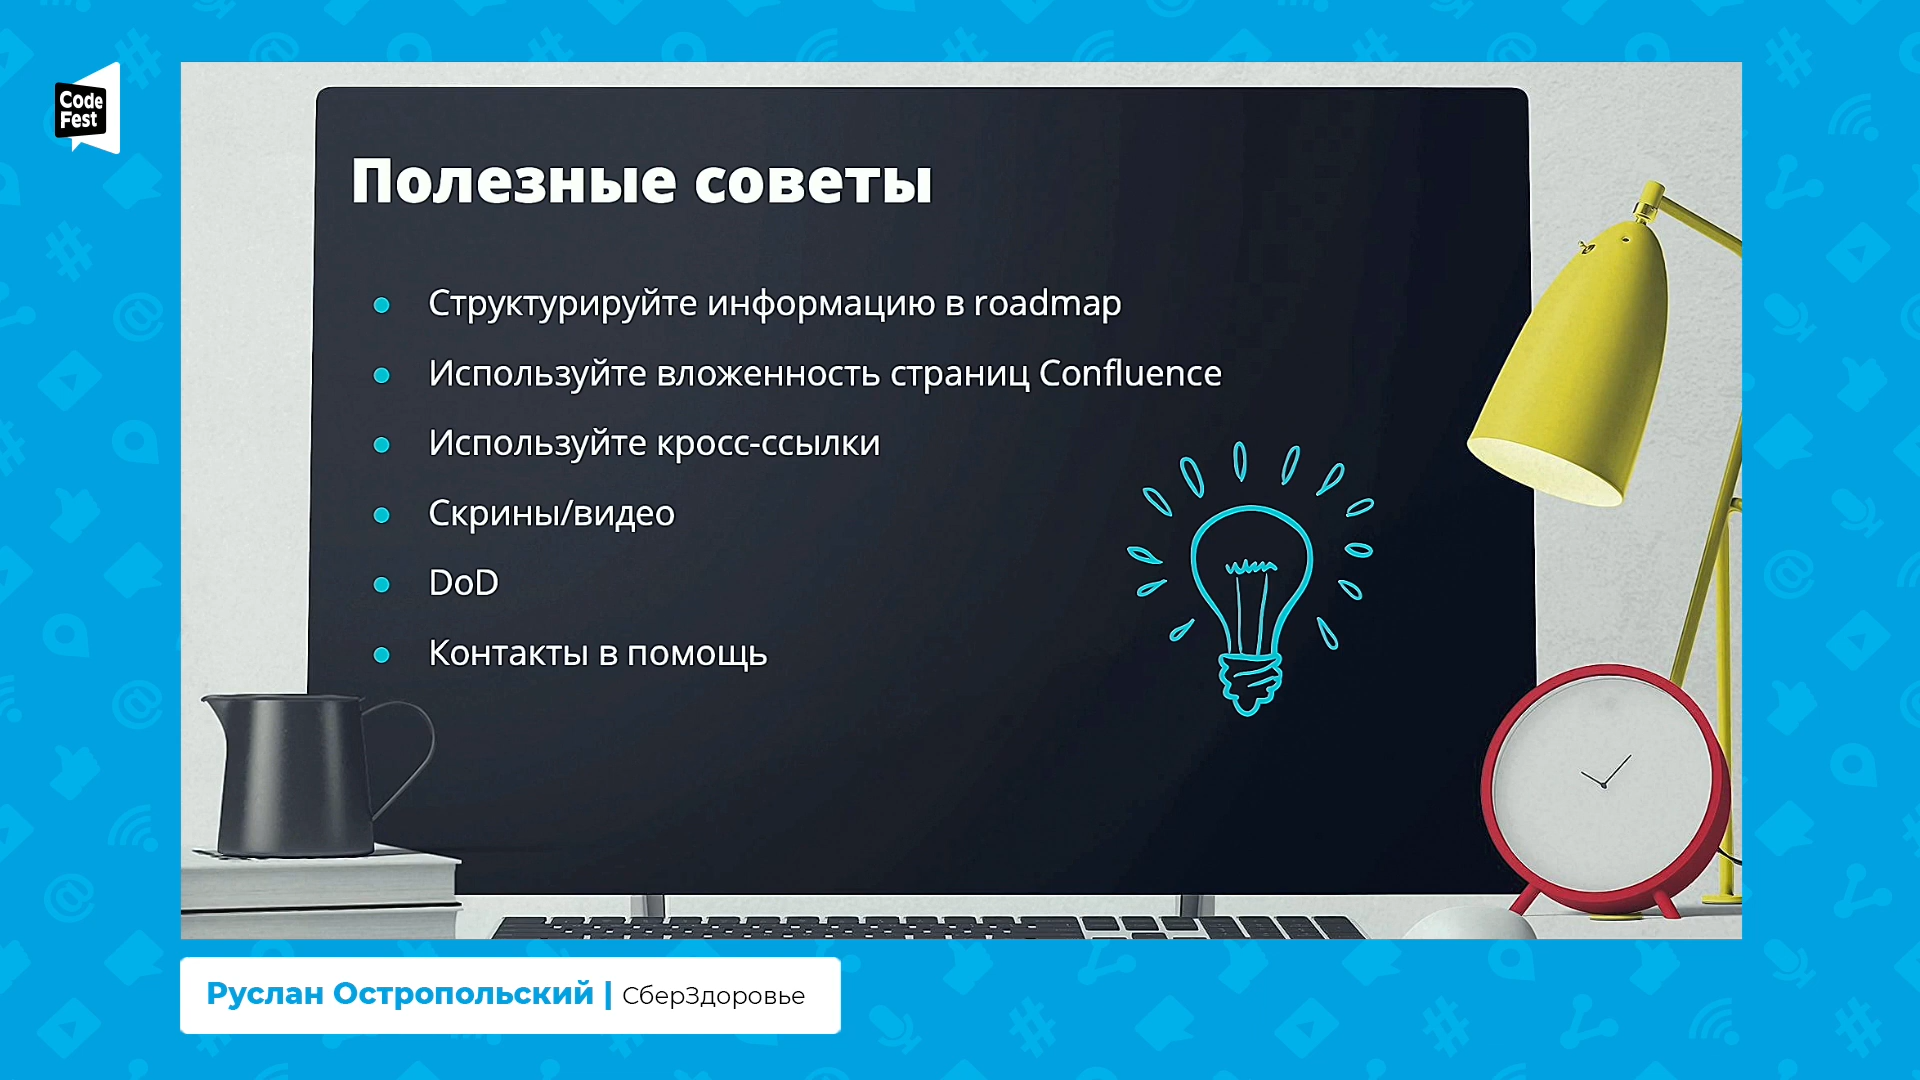 Code
Fest
Полезные советы
Структурируйте информацию в roadmap
Используйте вложенность страниц Confluence
Используйте кросс-ссылки
Скрины/видео
DoD
Контакты в помощь
Руслан Остропольский | СберЗдоровье